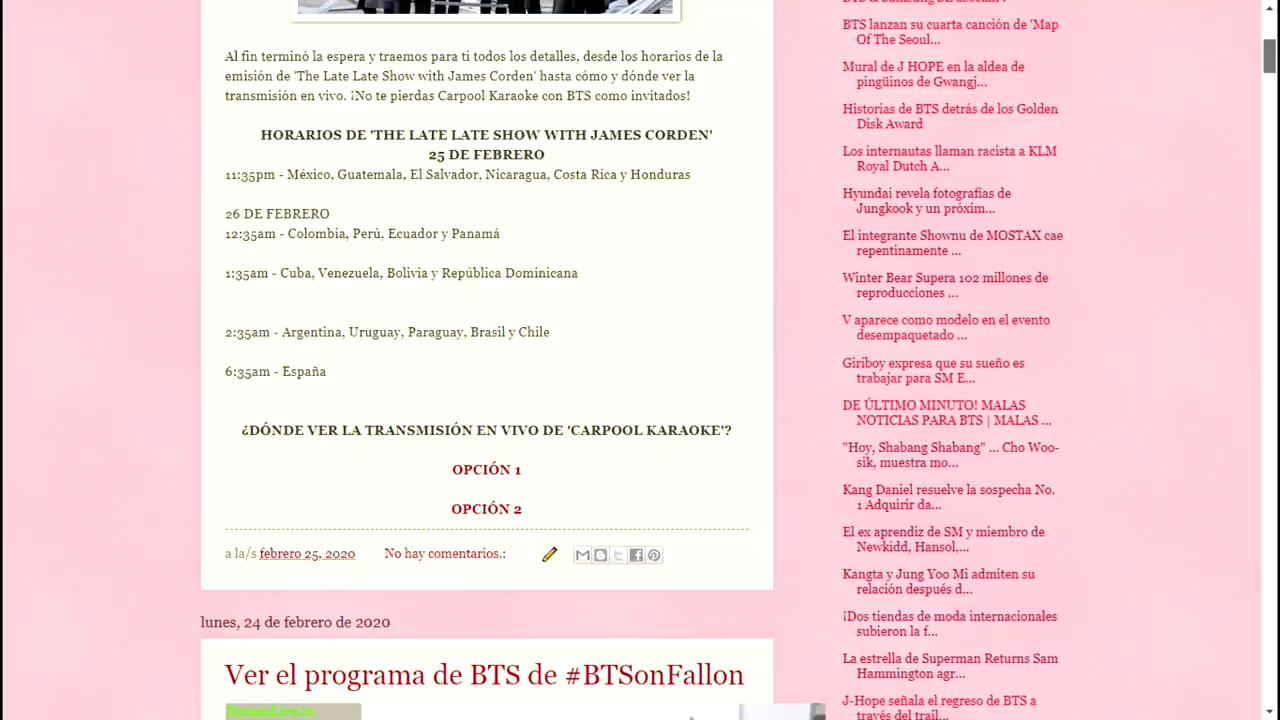 Al fin terminó la espera y traemos para ti todos los detalles, desde los horarios de la
emisión de 'The Late Late Show with James Corden' hasta cómo y dónde ver la
transmisión en vivo. ¡No te pierdas Carpool Karaoke con BTS como invitados!
HORARIOS DE 'THE LATE LATE SHOW WITH JAMES CORDEN'
25 DE FEBRERO
11:35pm - México, Guatemala, El Salvador, Nicaragua, Costa Rica y Honduras
26 DE FEBRERO
12:35am - Colombia, Perú, Ecuador y Panamá
1:35am - Cuba, Venezuela, Bolivia y República Dominicana
2:35am - Argentina, Uruguay, Paraguay, Brasil y Chile
6:35am - España
¿DÓNDE VER LA TRANSMISIÓN EN VIVO DE 'CARPOOL KARAOKE'?
OPCIÓN 1
OPCIÓN 2
a la/s febrero 25, 2020 No hay comentarios.:
lunes, 24 de febrero de 2020
Ver el programa de BTS de #BTSonFallon
BTS lanzan su cuarta canción de 'Map
Of The Seoul...
Mural de J HOPE en la aldea de
pingüinos de Gwangj...
Historias de BTS detrás de los Golden
Disk Award
Los internautas llaman racista a KLM
Royal Dutch A...
Hyundai revela fotografías de
Jungkook y un próxim...
El integrante Shownu de MOSTAX cae
repentinamente ...
Winter Bear Supera 102 millones de
reproducciones ...
V aparece como modelo en el evento
desempaquetado ...
Giriboy expresa que su sueño es
trabajar para SM E...
DE ÚLTIMO MINUTO! MALAS
NOTICIAS PARA BTS | MALAS ...
"Hoy, Shabang Shabang" ... Cho Woo-
sik, muestra mo...
Kang Daniel resuelve la sospecha No.
1 Adquirir da...
El ex aprendiz de SM y miembro de
Newkidd, Hansol,...
Kangta y Jung Yoo Mi admiten su
relación después d...
¡Dos tiendas de moda internacionales
subieron la f...
La estrella de Superman Returns Sam
Hammington agr...
J-Hope señala el regreso de BTS a
través del trail...